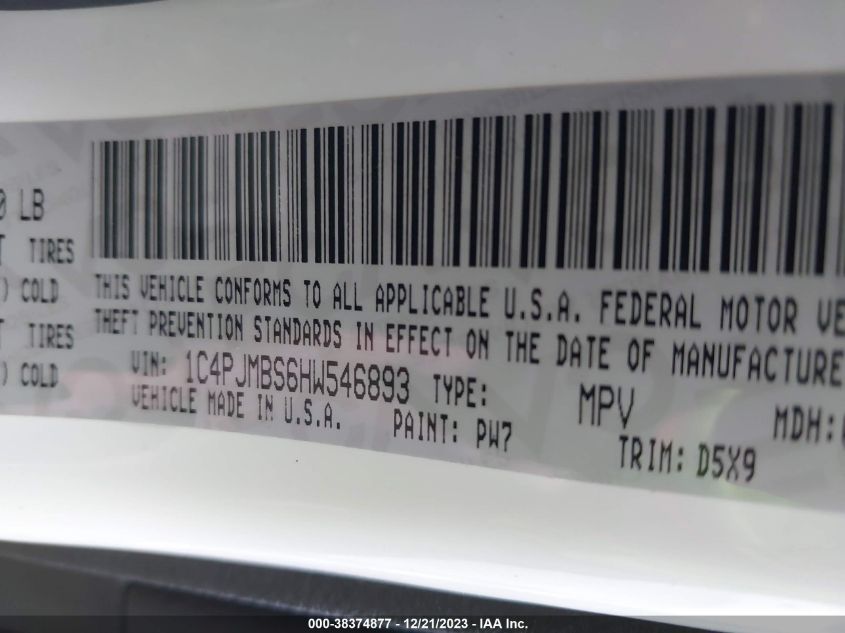 0 LB
TIRES
) COLD
TIRES
) COLD
THIS VEHICLE CONFORMS TO ALL APPLICABLE U.S.A. FEDERAL MOTOR VE
THEFT PREVENTION STANDARDS IN EFFECT ON THE DATE OF MANUFACTURE
VIN: 1C4PJMBS6HW546893 TYPE: MPV MDH:
VEHICLE MADE IN U.S.A. PAINT: PW7 TRIM: D5X9
000-38374877 - 12/21/2023 - IAA Inc.